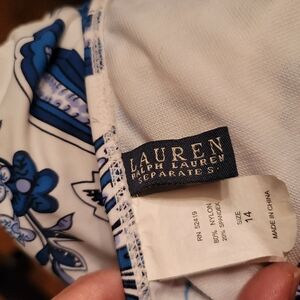 LAUREN
RALPH LAUREN
SEPARATES
RN 52419
80% NYLON
20% SPANDEX
SIZE
14
MADE IN CHINA